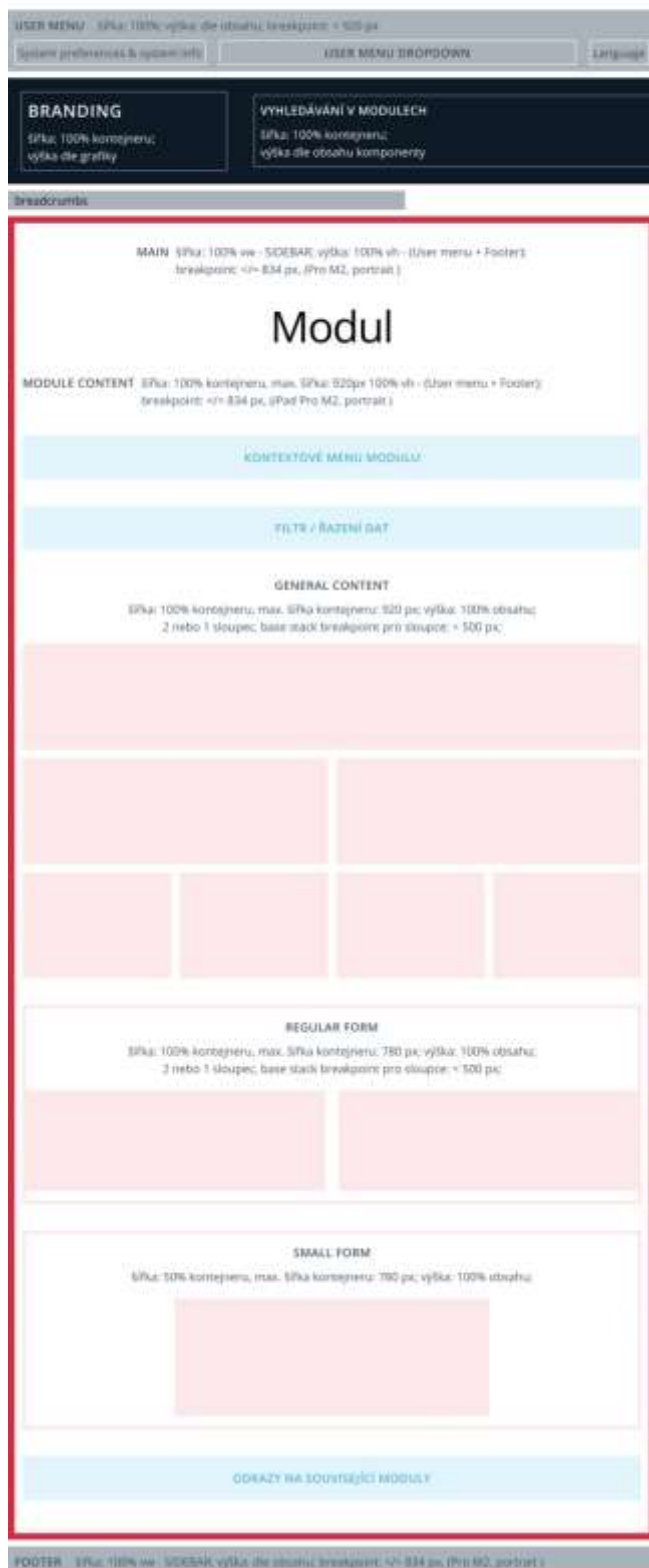 USER MENU šířka: 100%; výška: dle obsahu; breakpoint: < 920 px
System preferences & system info
USER MENU DROPDOWN
Language
BRANDING
šířka: 100% kontejneru;
výška dle grafiky
VYHLEDÁVÁNÍ V MODULECH
šířka: 100% kontejneru;
výška dle obsahu komponenty
breadcrumbs
MAIN šířka: 100% vw - SIDEBAR; výška: 100% vh - (User menu + Footer);
breakpoint: </= 834 px, (Pro M2, portrait )
Modul
MODULE CONTENT šířka: 100% kontejneru, max. šířka: 920px 100% vh - (User menu + Footer);
breakpoint: </= 834 px, (iPad Pro M2, portrait )
KONTEXTOVÉ MENU MODULU
FILTR / ŘAZENÍ DAT
GENERAL CONTENT
šířka: 100% kontejneru, max. šířka kontejneru: 920 px; výška: 100% obsahu;
2 nebo 1 sloupec, base stack breakpoint pro sloupce: < 500 px;
REGULAR FORM
šířka: 100% kontejneru, max. šířka kontejneru: 780 px; výška: 100% obsahu;
2 nebo 1 sloupec, base stack breakpoint pro sloupce: < 500 px;
SMALL FORM
šířka: 50% kontejneru, max. šířka kontejneru: 780 px; výška: 100% obsahu;
ODKAZY NA SOUVISEJÍCÍ MODULY
FOOTER šířka: 100% vw - SIDEBAR; výška: dle obsahu; breakpoint: </= 834 px, (Pro M2, portrait )